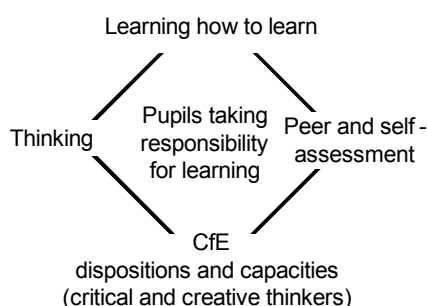 Learning how to learn
Thinking
Pupils taking
responsibility
for learning
Peer and self -
assessment
CfE
dispositions and capacities
(critical and creative thinkers)